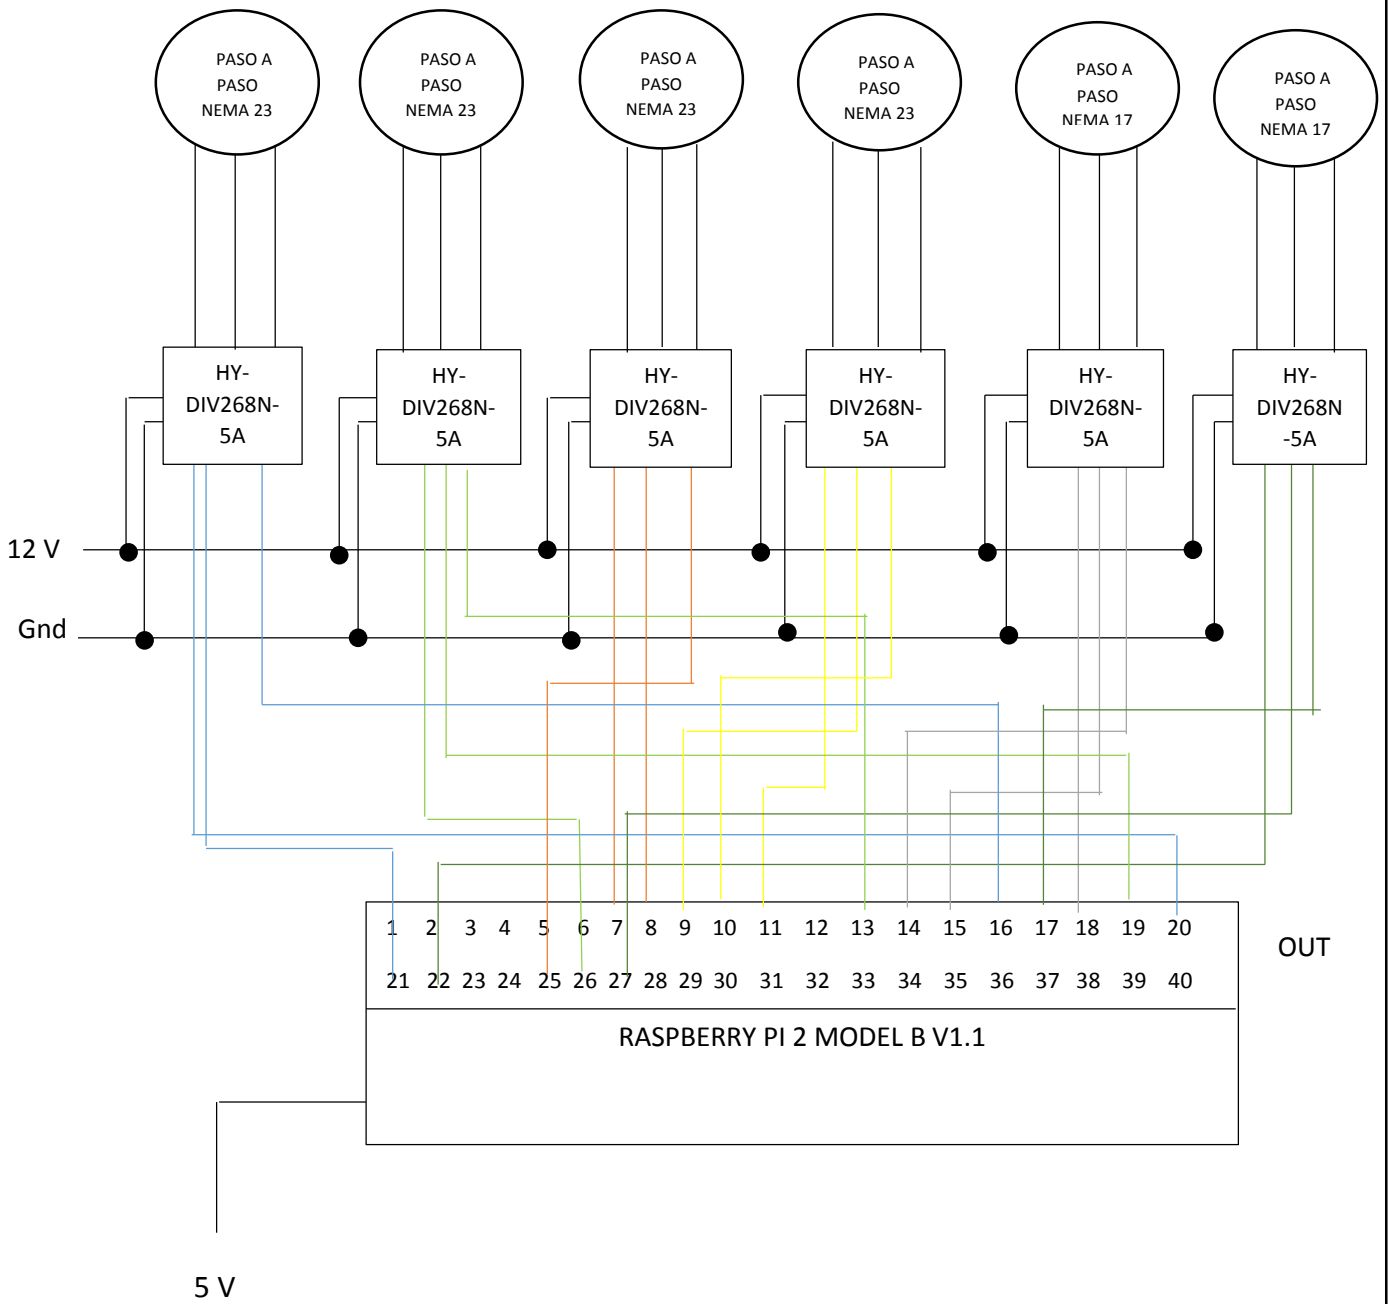 PASO A
PASO
NEMA 23
PASO A
PASO
NEMA 23
PASO A
PASO
NEMA 23
PASO A
PASO
NEMA 23
PASO A
PASO
NEMA 17
PASO A
PASO
NEMA 17
HY-
DIV268N-
5A
HY-
DIV268N-
5A
HY-
DIV268N-
5A
HY-
DIV268N-
5A
HY-
DIV268N-
5A
HY-
DIV268N
-5A
12 V
Gnd
1 2 3 4 5 6 7 8 9 10 11 12 13 14 15 16 17 18 19 20
OUT
21 22 23 24 25 26 27 28 29 30 31 32 33 34 35 36 37 38 39 40
RASPBERRY PI 2 MODEL B V1.1
5 V